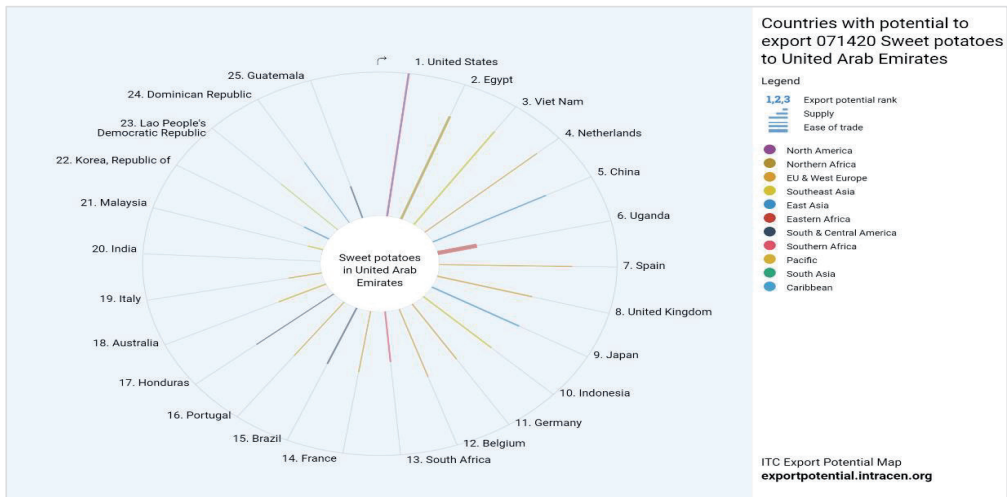 Countries with potential to
export 071420 Sweet potatoes
to United Arab Emirates
Legend
1,2,3 Export potential rank
Supply
Ease of trade
North America
Northern Africa
EU & West Europe
Southeast Asia
East Asia
Eastern Africa
South & Central America
Southern Africa
Pacific
South Asia
Caribbean
1. United States
2. Egypt
3. Viet Nam
4. Netherlands
5. China
6. Uganda
7. Spain
8. United Kingdom
9. Japan
10. Indonesia
11. Germany
12. Belgium
13. South Africa
14. France
15. Brazil
16. Portugal
17. Honduras
18. Australia
19. Italy
20. India
21. Malaysia
22. Korea, Republic of
23. Lao People's
Democratic Republic
24. Dominican Republic
25. Guatemala
Sweet potatoes
in United Arab
Emirates
ITC Export Potential Map
exportpotential.intracen.org